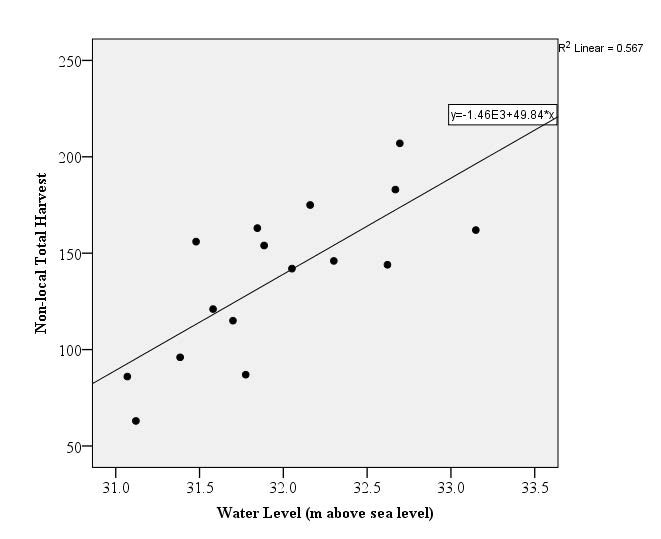 R2 Linear = 0.567
y=-1.46E3+49.84*x
Non-local Total Harvest
250
200
150
100
50
31.0 31.5 32.0 32.5 33.0 33.5
Water Level (m above sea level)